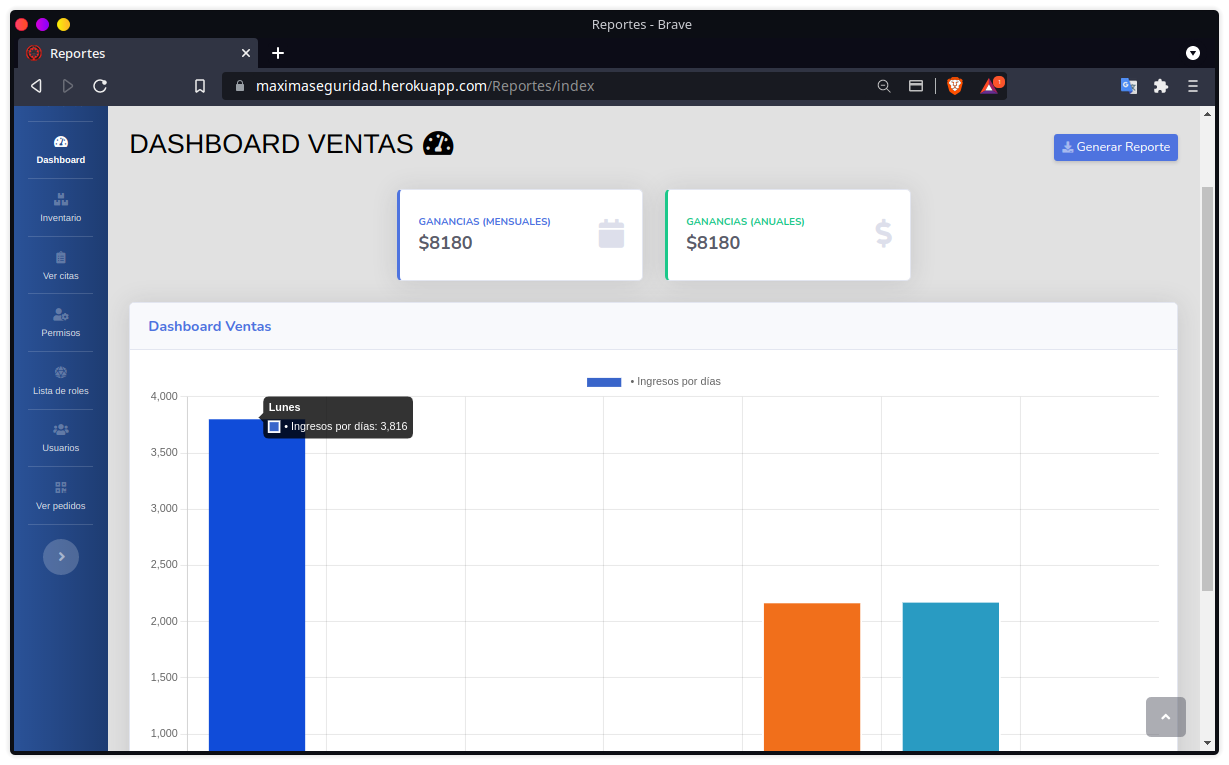 Reportes - Brave
Reportes
maximaseguridad.herokuapp.com/Reportes/index
1
Dashboard
Inventario
Ver citas
Permisos
Lista de roles
Usuarios
Ver pedidos
DASHBOARD VENTAS
Generar Reporte
GANANCIAS (MENSUALES)
$8180
GANANCIAS (ANUALES)
$8180
Dashboard Ventas
• Ingresos por días
4,000
3,500
3,000
2,500
2,000
1,500
1,000
Lunes
• Ingresos por días: 3,816